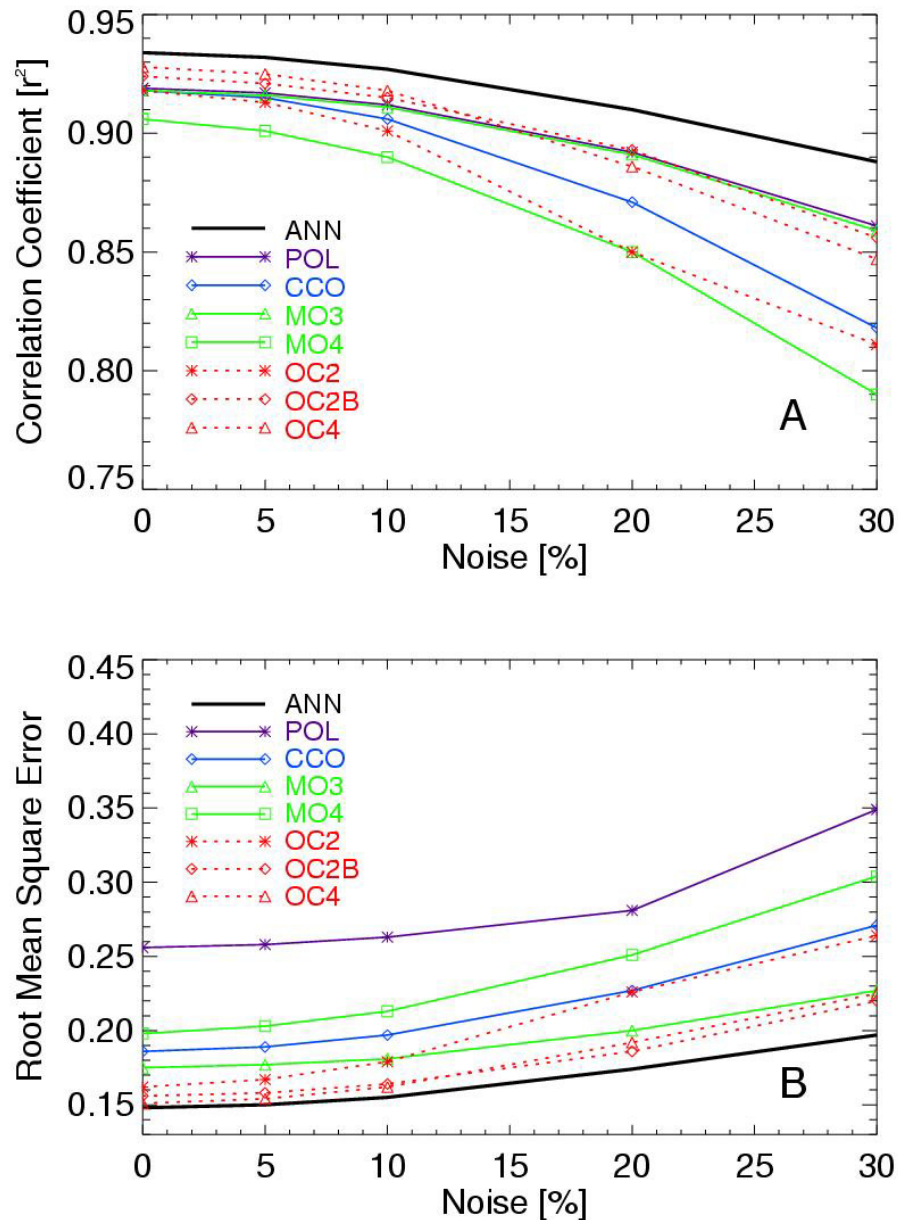 Correlation Coefficient [r²]
0.95
0.90
0.85
0.80
0.75
ANN
POL
CCO
MO3
MO4
OC2
OC2B
OC4
A
0 5 10 15 20 25 30
Noise [%]
Root Mean Square Error
0.45
0.40
0.35
0.30
0.25
0.20
0.15
ANN
POL
CCO
MO3
MO4
OC2
OC2B
OC4
B
0 5 10 15 20 25 30
Noise [%]